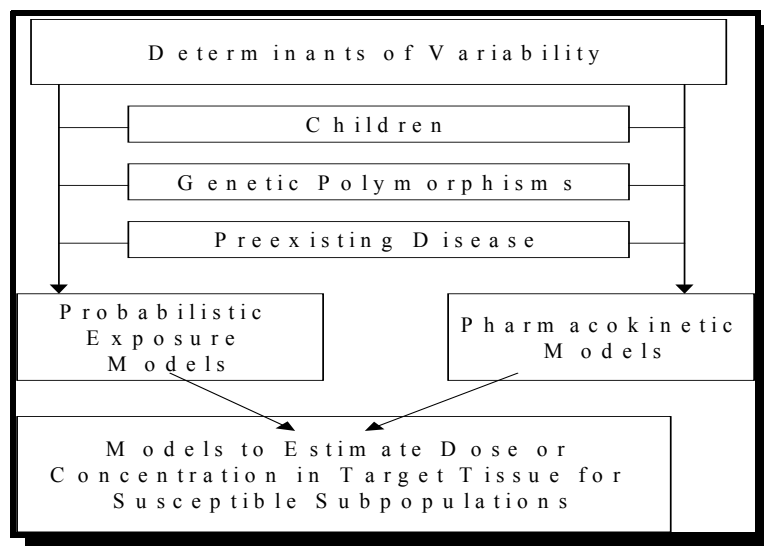 Determinants of Variability
Children
Genetic Polymorphisms
Preexisting Disease
Probabilistic
Exposure
Models
Pharmacokinetic
Models
Models to Estimate Dose or
Concentration in Target Tissue for
Susceptible Subpopulations